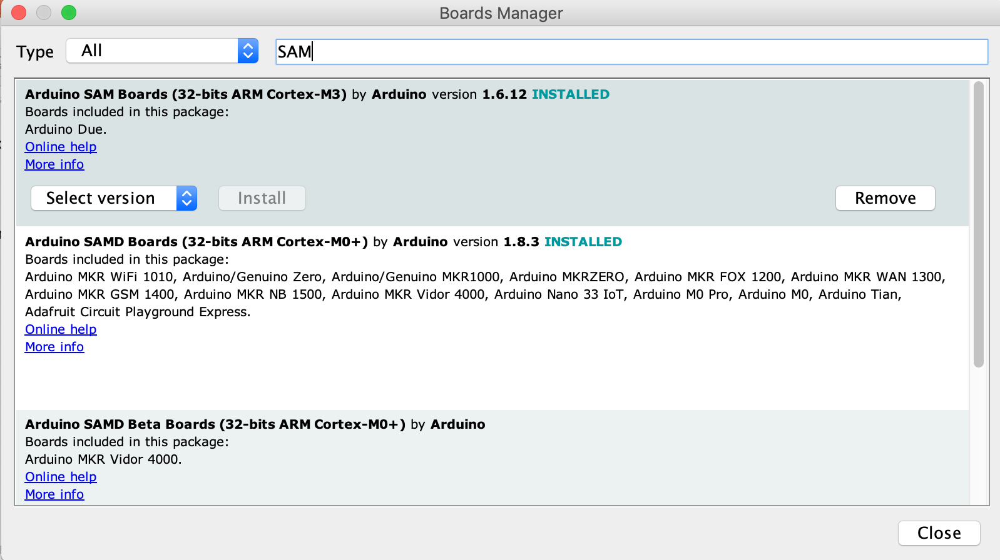 Boards Manager
Type All SAM
Arduino SAM Boards (32-bits ARM Cortex-M3) by Arduino version 1.6.12 INSTALLED
Boards included in this package:
Arduino Due.
Online help
More info
Select version Install Remove
Arduino SAMD Boards (32-bits ARM Cortex-M0+) by Arduino version 1.8.3 INSTALLED
Boards included in this package:
Arduino MKR WiFi 1010, Arduino/Genuino Zero, Arduino/Genuino MKR1000, Arduino MKRZERO, Arduino MKR FOX 1200, Arduino MKR WAN 1300,
Arduino MKR GSM 1400, Arduino MKR NB 1500, Arduino MKR Vidor 4000, Arduino Nano 33 IoT, Arduino M0 Pro, Arduino M0, Arduino Tian,
Adafruit Circuit Playground Express.
Online help
More info
Arduino SAMD Beta Boards (32-bits ARM Cortex-M0+) by Arduino
Boards included in this package:
Arduino MKR Vidor 4000.
Online help
More info
Close